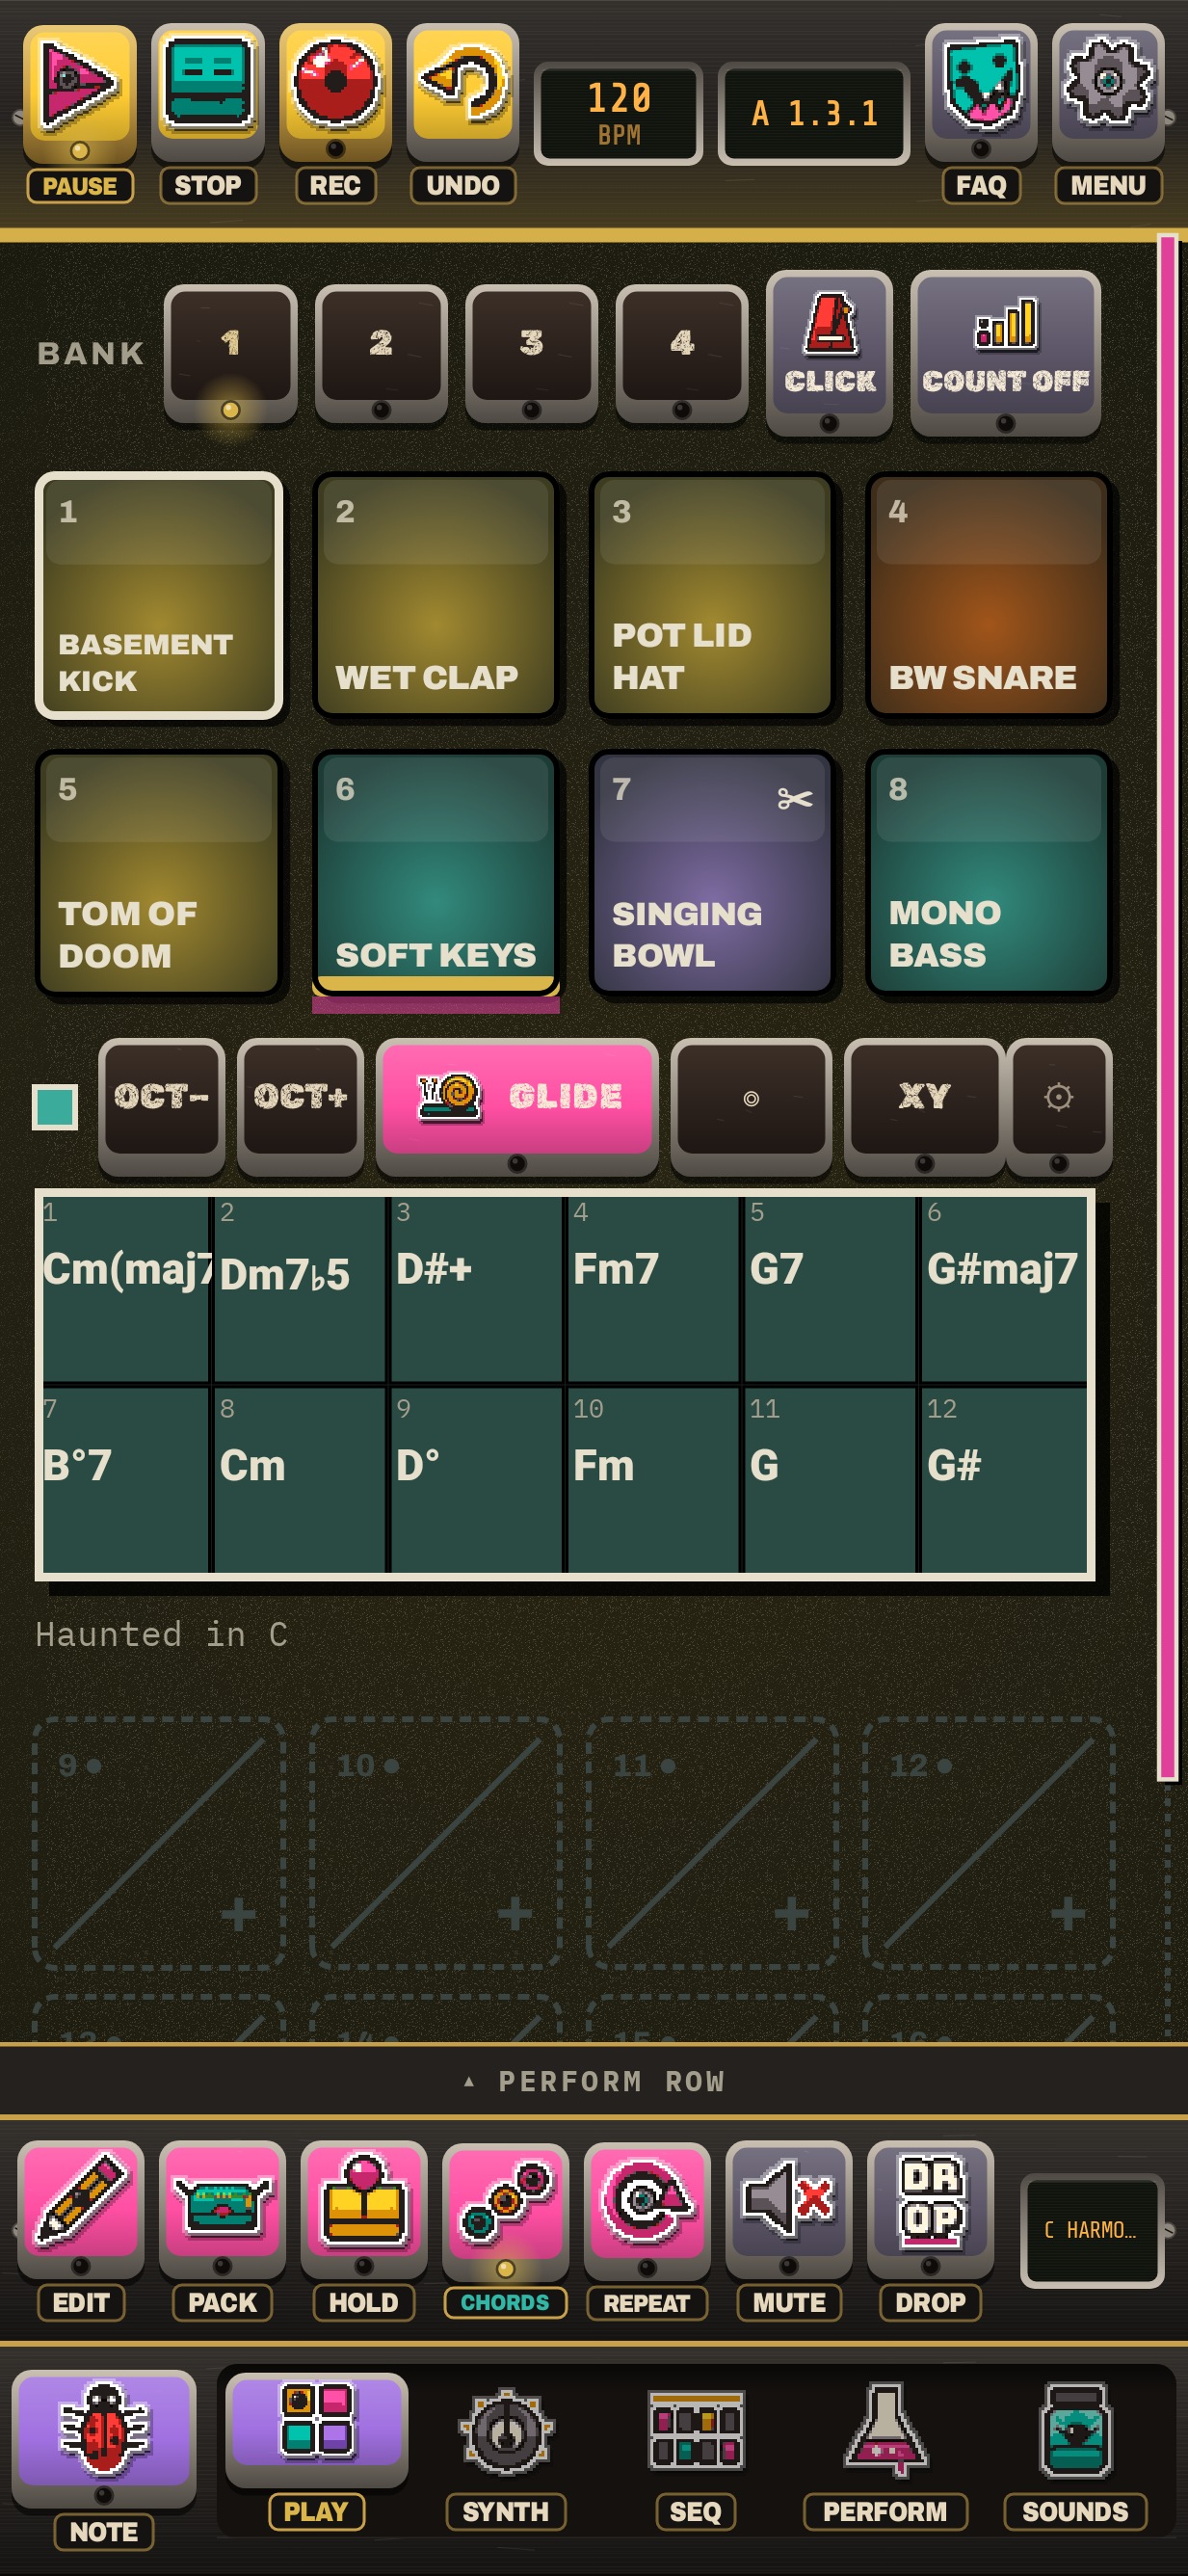 120
BPM
A 1.3.1
PAUSE STOP REC UNDO FAQ MENU
BANK 1 2 3 4 CLICK COUNT OFF
1 2 3 4
BASEMENT
KICK
WET CLAP
POT LID
HAT
BW SNARE
5 6 7 8
TOM OF
DOOM
SOFT KEYS
SINGING
BOWL
MONO
BASS
OCT- OCT+ GLIDE XY
1 2 3 4 5 6
Cm(maj7 Dm7♭5 D#+ Fm7 G7 G#maj7
7 8 9 10 11 12
B°7 Cm D° Fm G G#
Haunted in C
9 10 11 12
13 14 15 16
▲ PERFORM ROW
DR
OP
C HARMO…
EDIT PACK HOLD CHORDS REPEAT MUTE DROP
NOTE PLAY SYNTH SEQ PERFORM SOUNDS